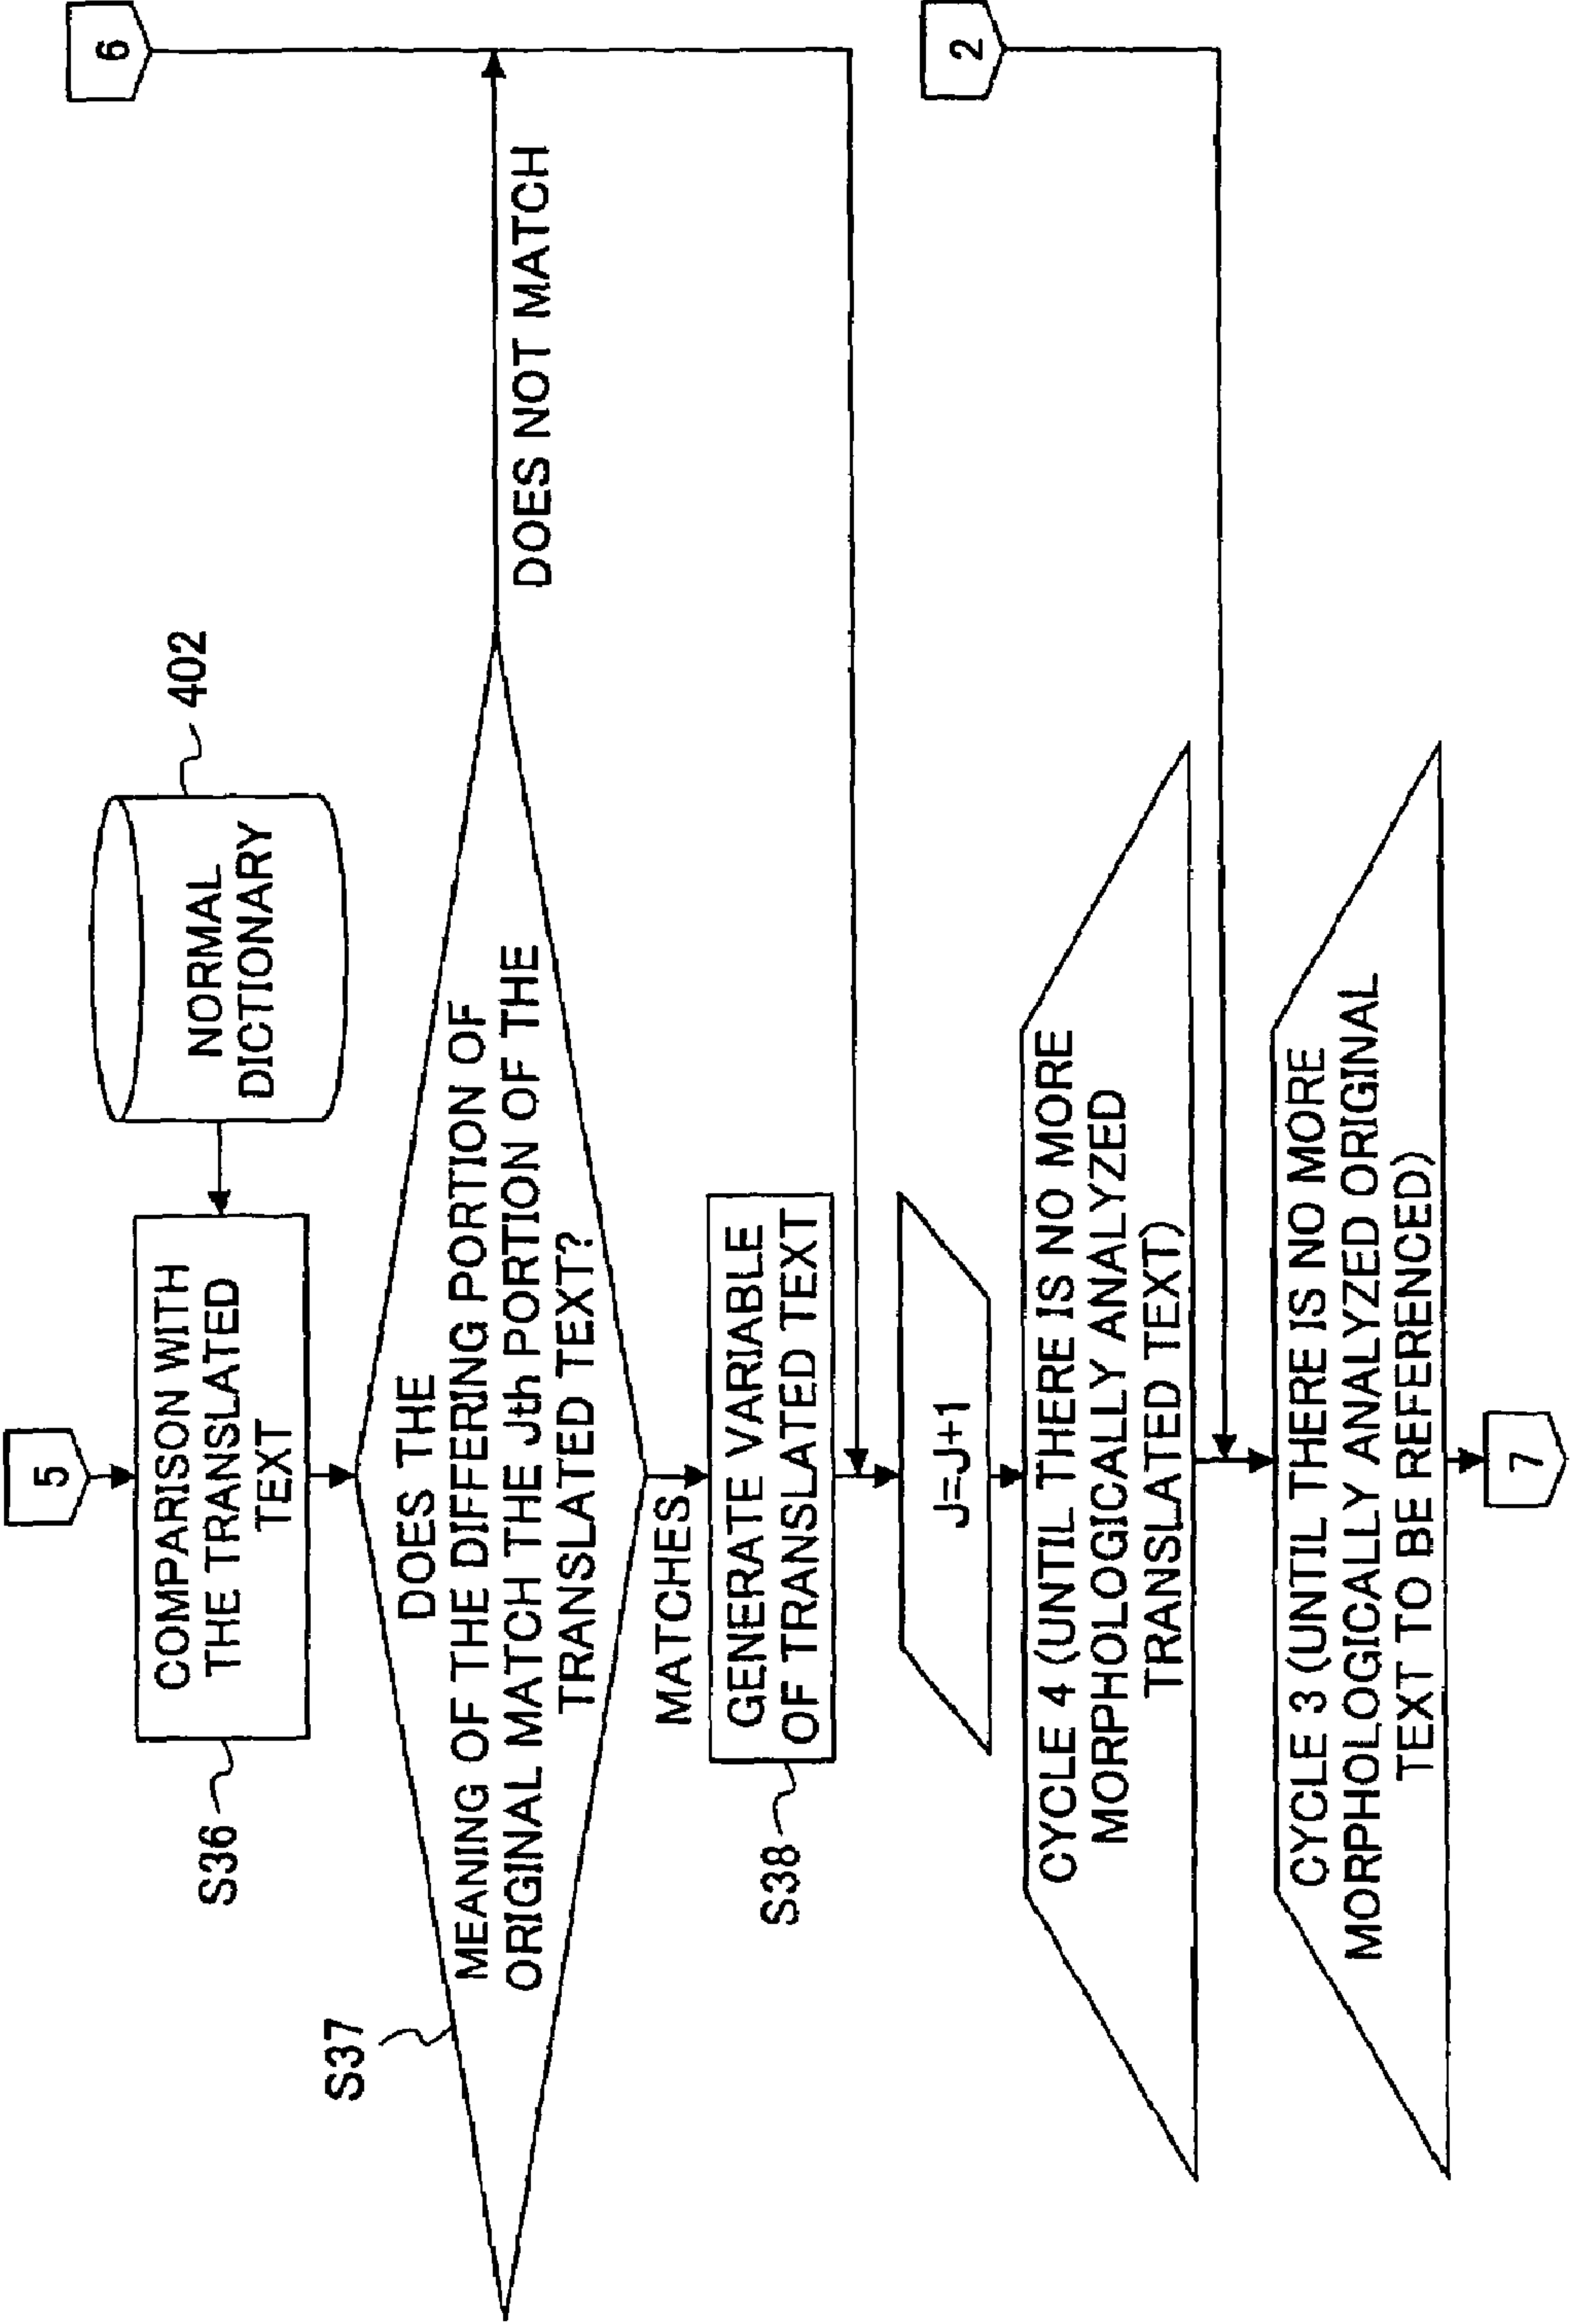 5
6
S36
COMPARISON WITH
THE TRANSLATED
TEXT
NORMAL
DICTIONARY
402
S37
DOES THE
MEANING OF THE DIFFERING PORTION OF
ORIGINAL MATCH THE Jth PORTION OF THE
TRANSLATED TEXT?
DOES NOT MATCH
MATCHES
S38
GENERATE VARIABLE
OF TRANSLATED TEXT
J=J+1
2
CYCLE 4 (UNTIL THERE IS NO MORE
MORPHOLOGICALLY ANALYZED
TRANSLATED TEXT)
CYCLE 3 (UNTIL THERE IS NO MORE
MORPHOLOGICALLY ANALYZED ORIGINAL
TEXT TO BE REFERENCED))
7